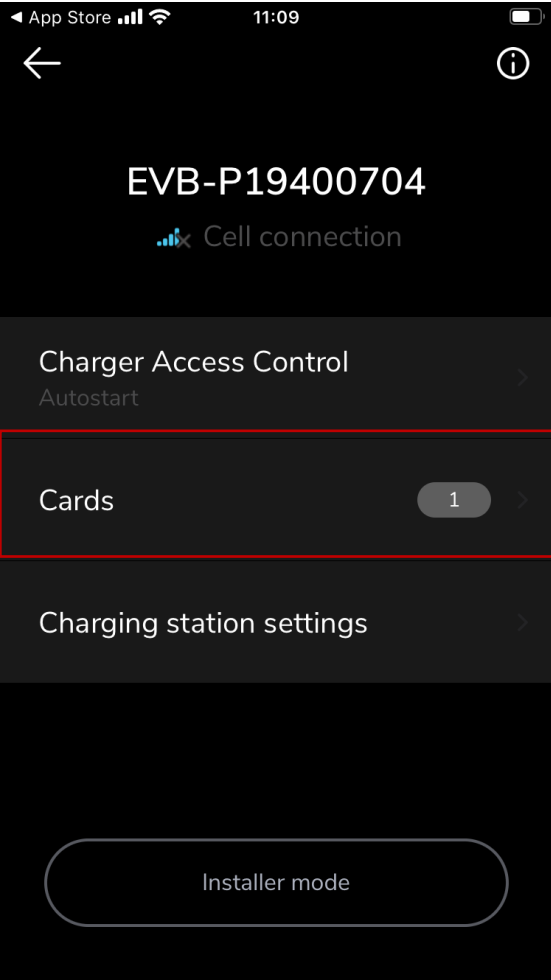 App Store 11:09
EVB-P19400704
Cell connection
Charger Access Control
Autostart
Cards 1
Charging station settings
Installer mode